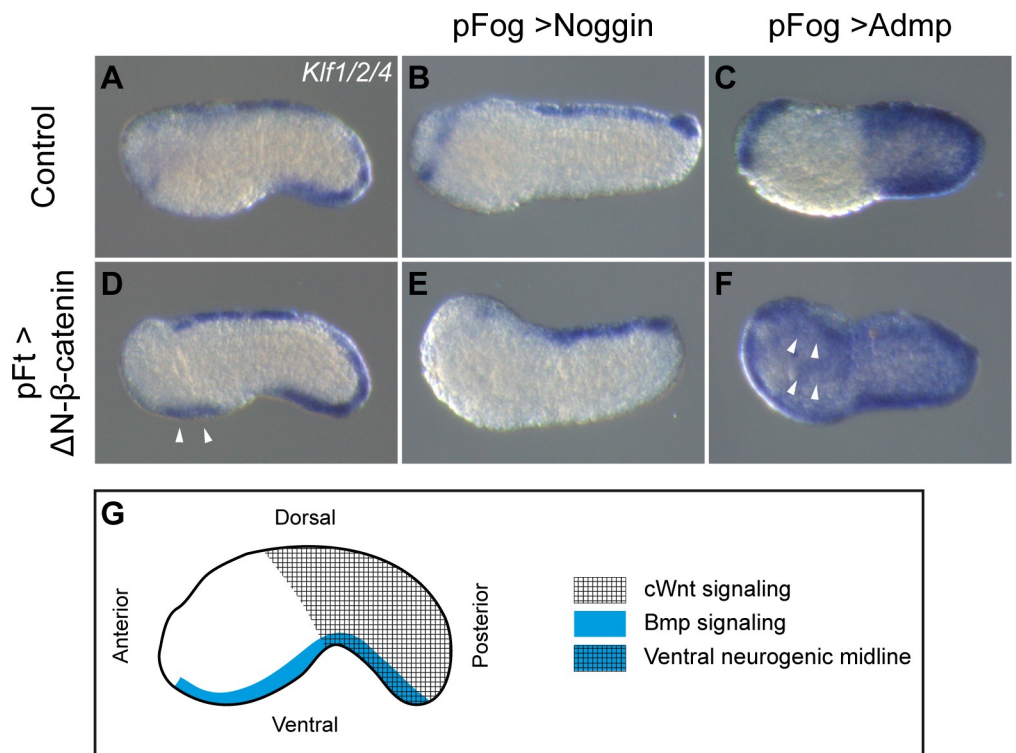 pFog >Noggin
pFog >Admp
Control
A
Klf1/2/4
B
C
pFt >
ΔN-β-catenin
D
E
F
G
Dorsal
Anterior
Posterior
Ventral
cWnt signaling
Bmp signaling
Ventral neurogenic midline